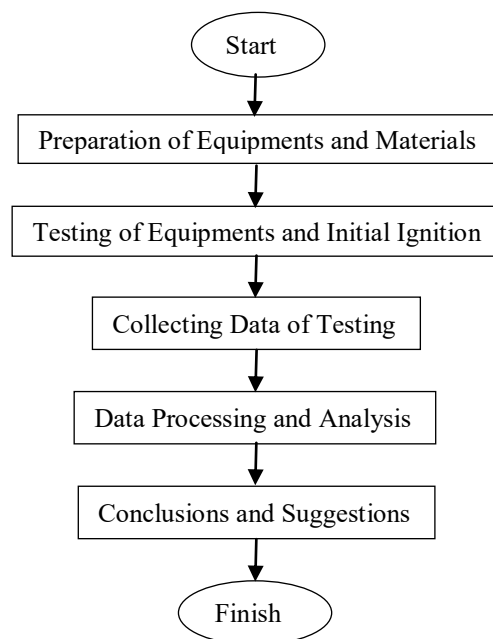 Start
Preparation of Equipments and Materials
Testing of Equipments and Initial Ignition
Collecting Data of Testing
Data Processing and Analysis
Conclusions and Suggestions
Finish